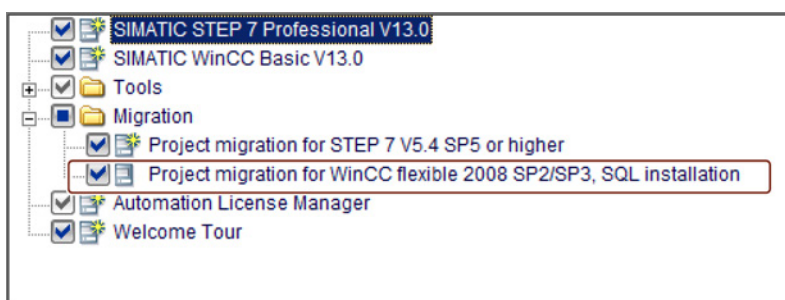 SIMATIC STEP 7 Professional V13.0
SIMATIC WinCC Basic V13.0
Tools
Migration
Project migration for STEP 7 V5.4 SP5 or higher
Project migration for WinCC flexible 2008 SP2/SP3, SQL installation
Automation License Manager
Welcome Tour